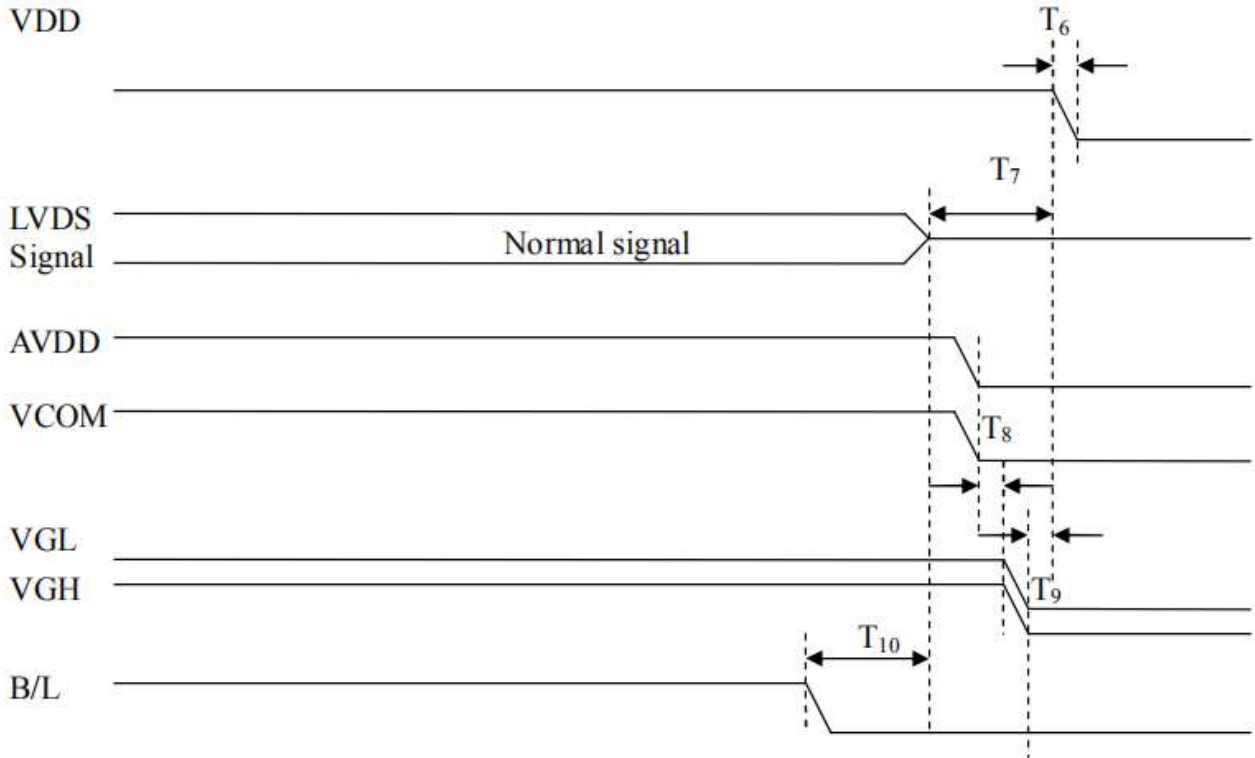 VDD
T6
T7
LVDS
Signal
Normal signal
AVDD
VCOM
T8
VGL
VGH
T9
T10
B/L